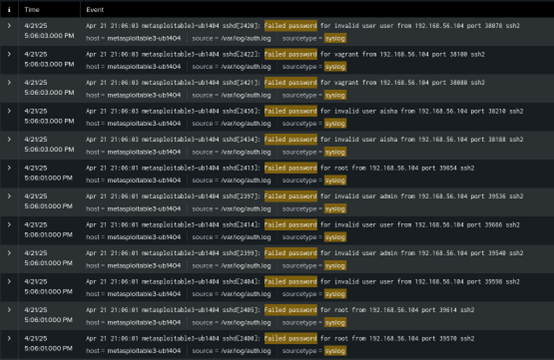 i Time Event
4/21/25 Apr 21 21:06:03 metasploitable3-ub1404 sshd[2420]: Failed password for invalid user user from 192.168.56.104 port 38078 ssh2
5:06:03.000 PM host = metasploitable3-ub1404 source = /var/log/auth.log sourcetype = syslog
4/21/25 Apr 21 21:06:03 metasploitable3-ub1404 sshd[2422]: Failed password for vagrant from 192.168.56.104 port 38100 ssh2
5:06:03.000 PM host = metasploitable3-ub1404 source = /var/log/auth.log sourcetype = syslog
4/21/25 Apr 21 21:06:03 metasploitable3-ub1404 sshd[2421]: Failed password for vagrant from 192.168.56.104 port 38088 ssh2
5:06:03.000 PM host = metasploitable3-ub1404 source = /var/log/auth.log sourcetype = syslog
4/21/25 Apr 21 21:06:03 metasploitable3-ub1404 sshd[2436]: Failed password for invalid user aisha from 192.168.56.104 port 38210 ssh2
5:06:03.000 PM host = metasploitable3-ub1404 source = /var/log/auth.log sourcetype = syslog
4/21/25 Apr 21 21:06:03 metasploitable3-ub1404 sshd[2434]: Failed password for invalid user aisha from 192.168.56.104 port 38188 ssh2
5:06:03.000 PM host = metasploitable3-ub1404 source = /var/log/auth.log sourcetype = syslog
4/21/25 Apr 21 21:06:01 metasploitable3-ub1404 sshd[2413]: Failed password for root from 192.168.56.104 port 39654 ssh2
5:06:01.000 PM host = metasploitable3-ub1404 source = /var/log/auth.log sourcetype = syslog
4/21/25 Apr 21 21:06:01 metasploitable3-ub1404 sshd[2397]: Failed password for invalid user admin from 192.168.56.104 port 39536 ssh2
5:06:01.000 PM host = metasploitable3-ub1404 source = /var/log/auth.log sourcetype = syslog
4/21/25 Apr 21 21:06:01 metasploitable3-ub1404 sshd[2414]: Failed password for root from 192.168.56.104 port 39666 ssh2
5:06:01.000 PM host = metasploitable3-ub1404 source = /var/log/auth.log sourcetype = syslog
4/21/25 Apr 21 21:06:01 metasploitable3-ub1404 sshd[2399]: Failed password for invalid user admin from 192.168.56.104 port 39540 ssh2
5:06:01.000 PM host = metasploitable3-ub1404 source = /var/log/auth.log sourcetype = syslog
4/21/25 Apr 21 21:06:01 metasploitable3-ub1404 sshd[2404]: Failed password for root from 192.168.56.104 port 39598 ssh2
5:06:01.000 PM host = metasploitable3-ub1404 source = /var/log/auth.log sourcetype = syslog
4/21/25 Apr 21 21:06:01 metasploitable3-ub1404 sshd[2405]: Failed password for root from 192.168.56.104 port 39614 ssh2
5:06:01.000 PM host = metasploitable3-ub1404 source = /var/log/auth.log sourcetype = syslog
4/21/25 Apr 21 21:06:01 metasploitable3-ub1404 sshd[2400]: Failed password for root from 192.168.56.104 port 39570 ssh2
5:06:01.000 PM host = metasploitable3-ub1404 source = /var/log/auth.log sourcetype = syslog